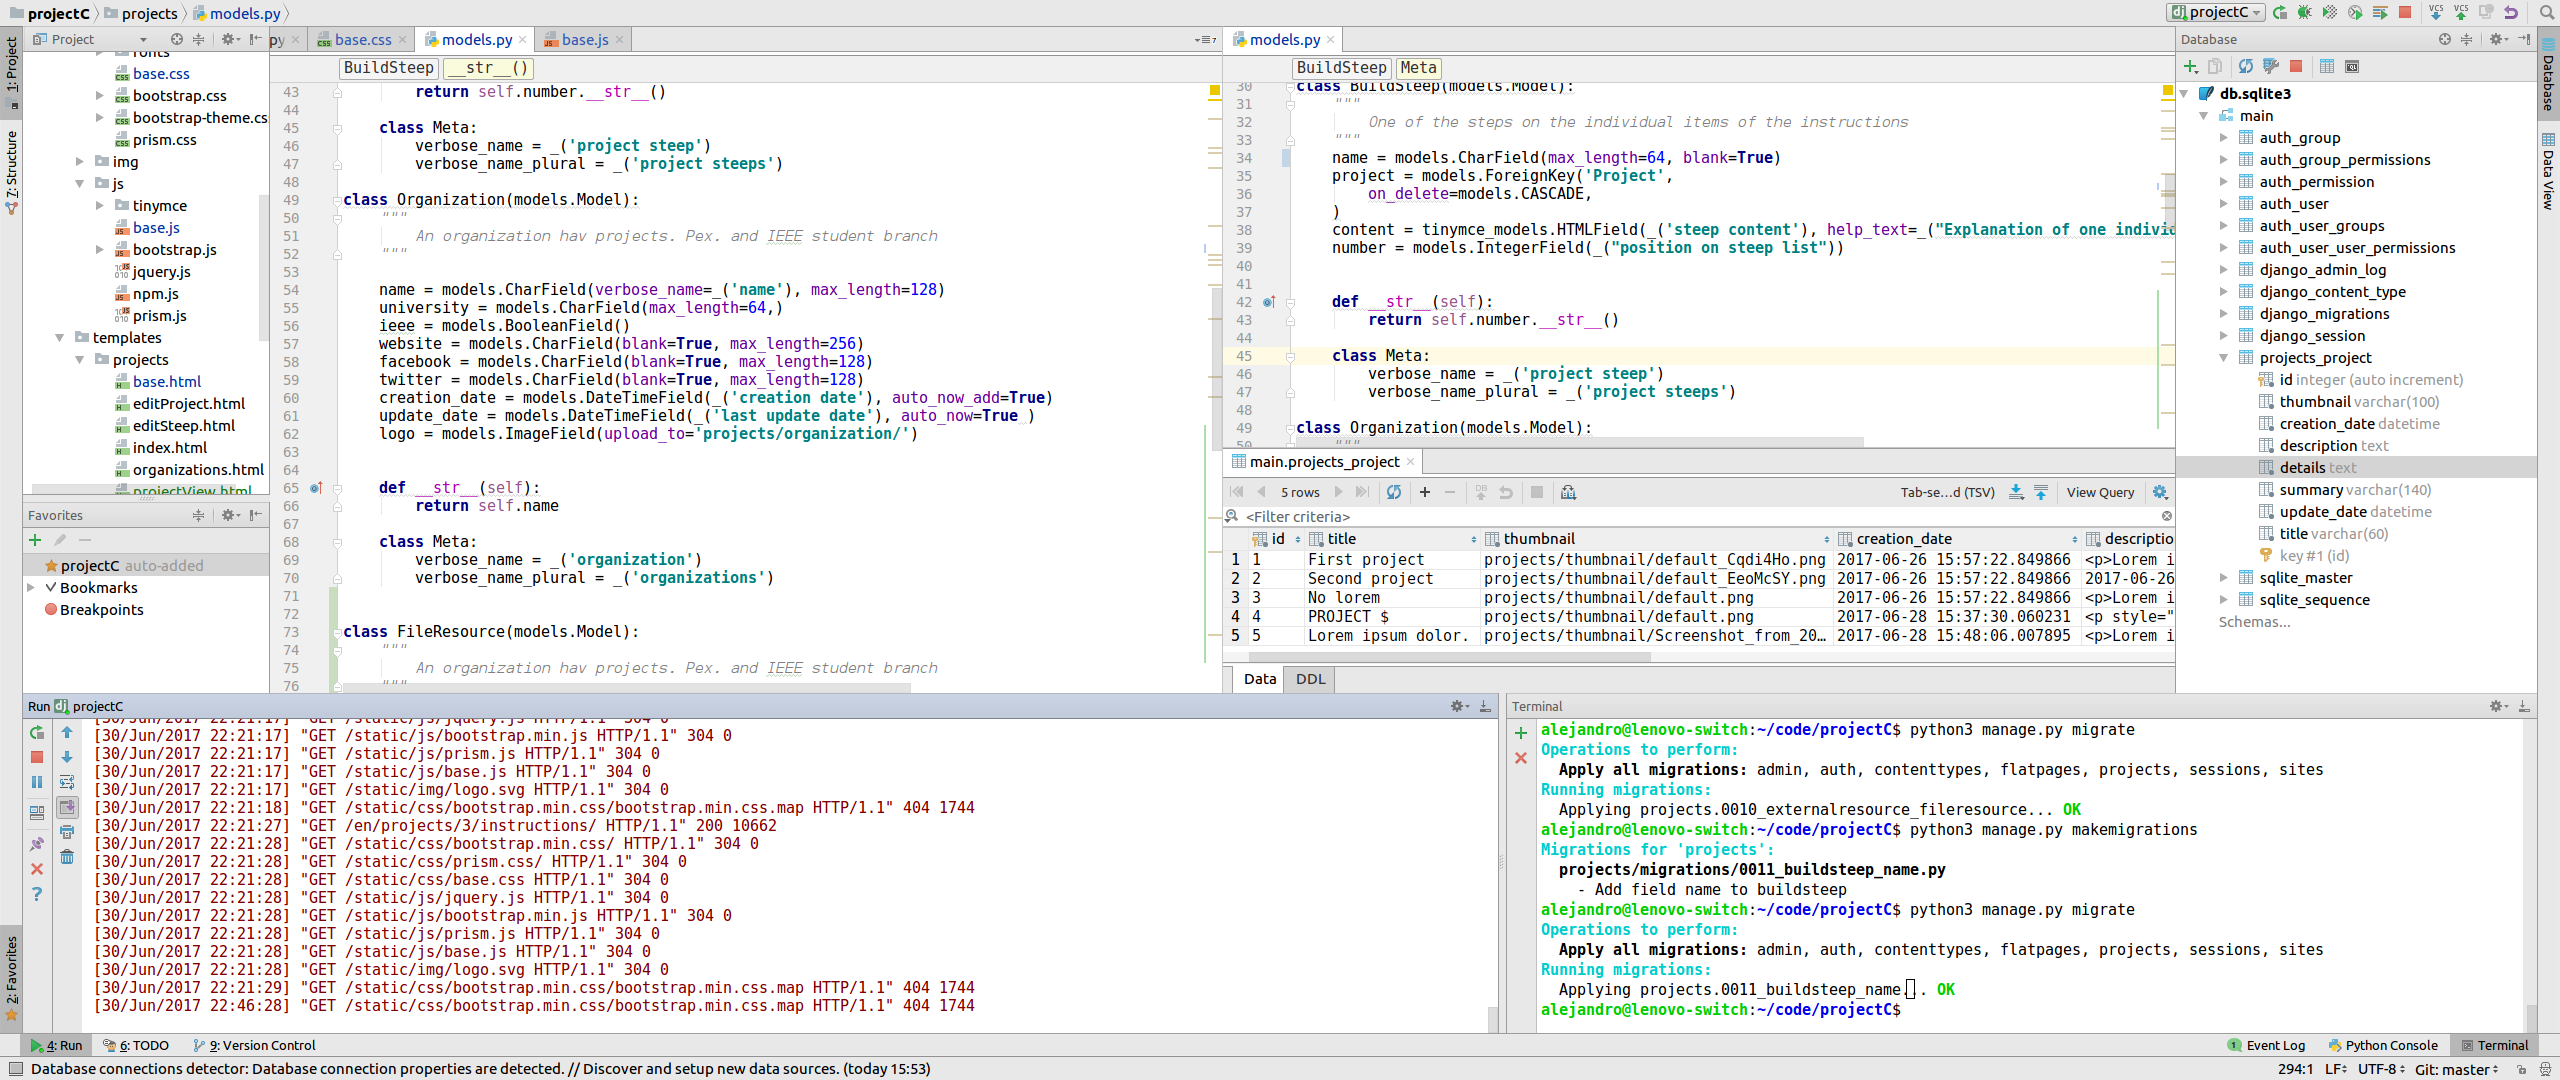 projectC projects models.py
projectC
1: Project
7: Structure
2: Favorites
Project
fonts
base.css
bootstrap.css
bootstrap-theme.css
prism.css
img
js
tinymce
base.js
bootstrap.js
jquery.js
npm.js
prism.js
templates
projects
base.html
editProject.html
editSteep.html
index.html
organizations.html
projectView.html
Favorites
projectC auto-added
Bookmarks
Breakpoints
py base.css models.py base.js
BuildSteep __str__()
43 return self.number.__str__()
44
45 class Meta:
46 verbose_name = _('project steep')
47 verbose_name_plural = _('project steeps')
48
49 class Organization(models.Model):
50 """
51 An organization hav projects. Pex. and IEEE student branch
52 """
53
54 name = models.CharField(verbose_name=_('name'), max_length=128)
55 university = models.CharField(max_length=64,)
56 ieee = models.BooleanField()
57 website = models.CharField(blank=True, max_length=256)
58 facebook = models.CharField(blank=True, max_length=128)
59 twitter = models.CharField(blank=True, max_length=128)
60 creation_date = models.DateTimeField(_('creation date'), auto_now_add=True)
61 update_date = models.DateTimeField(_('last update date'), auto_now=True )
62 logo = models.ImageField(upload_to='projects/organization/')
63
64
65 def __str__(self):
66 return self.name
67
68 class Meta:
69 verbose_name = _('organization')
70 verbose_name_plural = _('organizations')
71
72
73 class FileResource(models.Model):
74 """
75 An organization hav projects. Pex. and IEEE student branch
76 """
models.py
BuildSteep Meta
30 class BuildSteep(models.Model):
31 """
32 One of the steps on the individual items of the instructions
33 """
34 name = models.CharField(max_length=64, blank=True)
35 project = models.ForeignKey('Project',
36 on_delete=models.CASCADE,
37 )
38 content = tinymce_models.HTMLField(_('steep content'), help_text=_("Explanation of one individ
39 number = models.IntegerField(_("position on steep list"))
40
41
42 def __str__(self):
43 return self.number.__str__()
44
45 class Meta:
46 verbose_name = _('project steep')
47 verbose_name_plural = _('project steeps')
48
49 class Organization(models.Model):
50 """
main.projects_project
5 rows Tab-se...d (TSV) View Query
<Filter criteria>
id title thumbnail creation_date descriptio
1 1 First project projects/thumbnail/default_Cqdi4Ho.png 2017-06-26 15:57:22.849866 <p>Lorem i
2 2 Second project projects/thumbnail/default_EeoMcSY.png 2017-06-26 15:57:22.849866 2017-06-26
3 3 No lorem projects/thumbnail/default.png 2017-06-26 15:57:22.849866 <p>Lorem i
4 4 PROJECT $ projects/thumbnail/default.png 2017-06-28 15:37:30.060231 <p style="
5 5 Lorem ipsum dolor. projects/thumbnail/Screenshot_from_20... 2017-06-28 15:48:06.007895 <p>Lorem i
Data DDL
Database
db.sqlite3
main
auth_group
auth_group_permissions
auth_permission
auth_user
auth_user_groups
auth_user_user_permissions
django_admin_log
django_content_type
django_migrations
django_session
projects_project
id integer (auto increment)
thumbnail varchar(100)
creation_date datetime
description text
details text
summary varchar(140)
update_date datetime
title varchar(60)
key #1 (id)
sqlite_master
sqlite_sequence
Schemas...
Database
Data View
Run projectC
[30/Jun/2017 22:21:17] "GET /static/js/jquery.js HTTP/1.1" 304 0
[30/Jun/2017 22:21:17] "GET /static/js/bootstrap.min.js HTTP/1.1" 304 0
[30/Jun/2017 22:21:17] "GET /static/js/prism.js HTTP/1.1" 304 0
[30/Jun/2017 22:21:17] "GET /static/js/base.js HTTP/1.1" 304 0
[30/Jun/2017 22:21:17] "GET /static/img/logo.svg HTTP/1.1" 304 0
[30/Jun/2017 22:21:18] "GET /static/css/bootstrap.min.css/bootstrap.min.css.map HTTP/1.1" 404 1744
[30/Jun/2017 22:21:27] "GET /en/projects/3/instructions/ HTTP/1.1" 200 10662
[30/Jun/2017 22:21:28] "GET /static/css/bootstrap.min.css/ HTTP/1.1" 304 0
[30/Jun/2017 22:21:28] "GET /static/css/prism.css/ HTTP/1.1" 304 0
[30/Jun/2017 22:21:28] "GET /static/css/base.css HTTP/1.1" 304 0
[30/Jun/2017 22:21:28] "GET /static/js/jquery.js HTTP/1.1" 304 0
[30/Jun/2017 22:21:28] "GET /static/js/bootstrap.min.js HTTP/1.1" 304 0
[30/Jun/2017 22:21:28] "GET /static/js/prism.js HTTP/1.1" 304 0
[30/Jun/2017 22:21:28] "GET /static/js/base.js HTTP/1.1" 304 0
[30/Jun/2017 22:21:28] "GET /static/img/logo.svg HTTP/1.1" 304 0
[30/Jun/2017 22:21:29] "GET /static/css/bootstrap.min.css/bootstrap.min.css.map HTTP/1.1" 404 1744
[30/Jun/2017 22:46:28] "GET /static/css/bootstrap.min.css/bootstrap.min.css.map HTTP/1.1" 404 1744
Terminal
alejandro@lenovo-switch:~/code/projectC$ python3 manage.py migrate
Operations to perform:
Apply all migrations: admin, auth, contenttypes, flatpages, projects, sessions, sites
Running migrations:
Applying projects.0010_externalresource_fileresource... OK
alejandro@lenovo-switch:~/code/projectC$ python3 manage.py makemigrations
Migrations for 'projects':
projects/migrations/0011_buildsteep_name.py
- Add field name to buildsteep
alejandro@lenovo-switch:~/code/projectC$ python3 manage.py migrate
Operations to perform:
Apply all migrations: admin, auth, contenttypes, flatpages, projects, sessions, sites
Running migrations:
Applying projects.0011_buildsteep_name... OK
alejandro@lenovo-switch:~/code/projectC$
4: Run 6: TODO 9: Version Control
1 Event Log Python Console Terminal
Database connections detector: Database connection properties are detected. // Discover and setup new data sources. (today 15:53)
294:1 LF UTF-8 Git: master